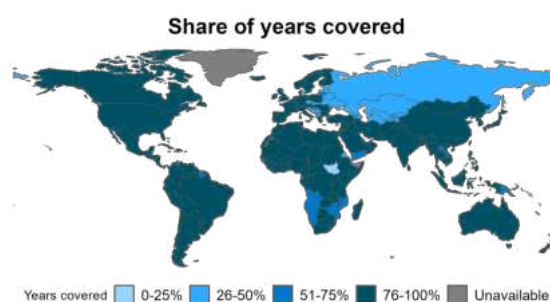 Share of years covered
Years covered 0-25% 26-50% 51-75% 76-100% Unavailable